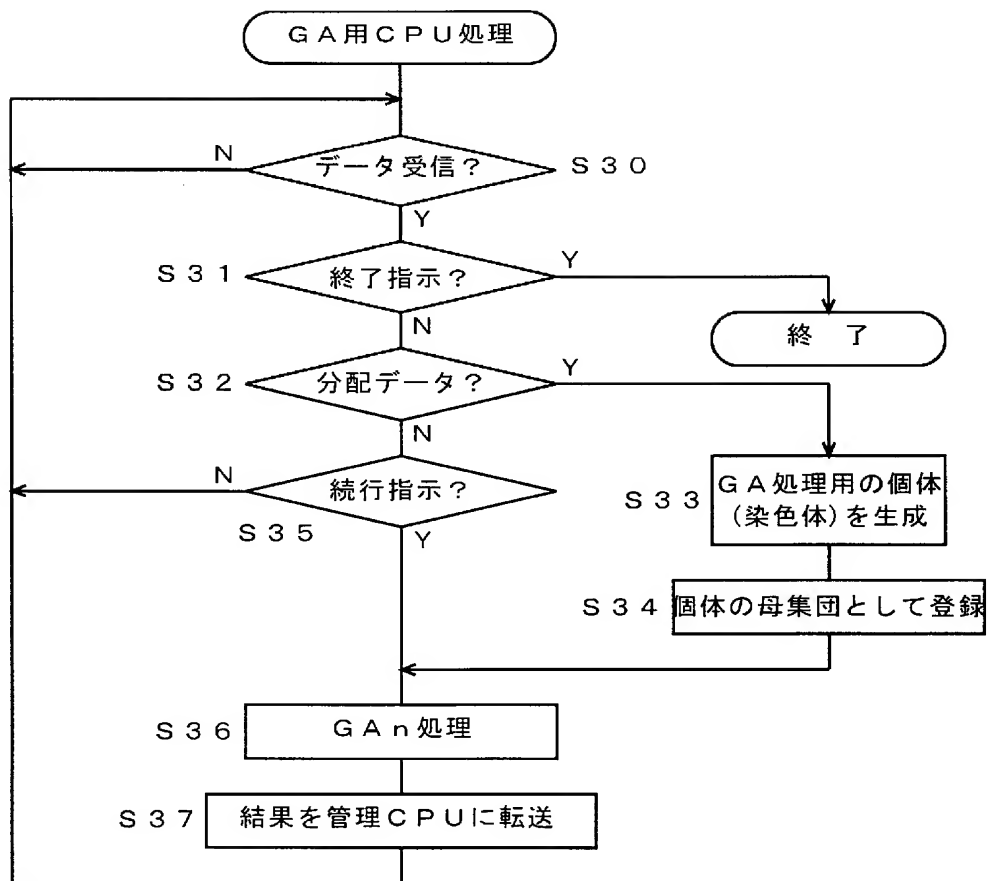 GA用CPU処理
N
データ受信?
S30
Y
S31
終了指示?
Y
N
終 了
S32
分配データ?
Y
N
N
続行指示?
S35
Y
S33
GA処理用の個体
(染色体)を生成
S34
個体の母集団として登録
S36
GAn処理
S37
結果を管理CPUに転送